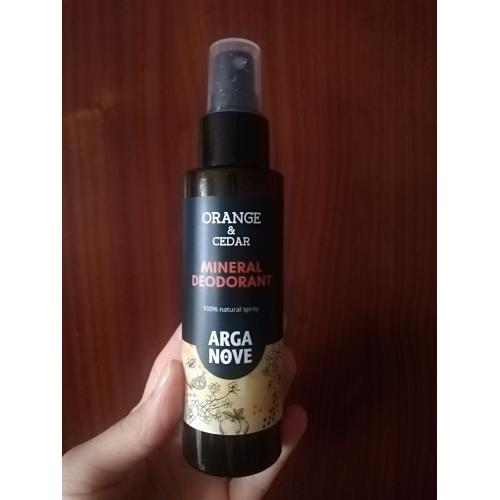 ORANGE
&
CEDAR
MINERAL
DEODORANT
100% natural spray
ARGA
NOVE